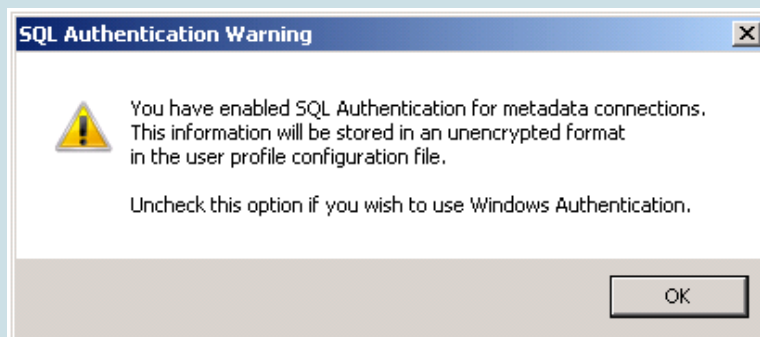 SQL Authentication Warning
You have enabled SQL Authentication for metadata connections.
This information will be stored in an unencrypted format
in the user profile configuration file.
Uncheck this option if you wish to use Windows Authentication.
OK